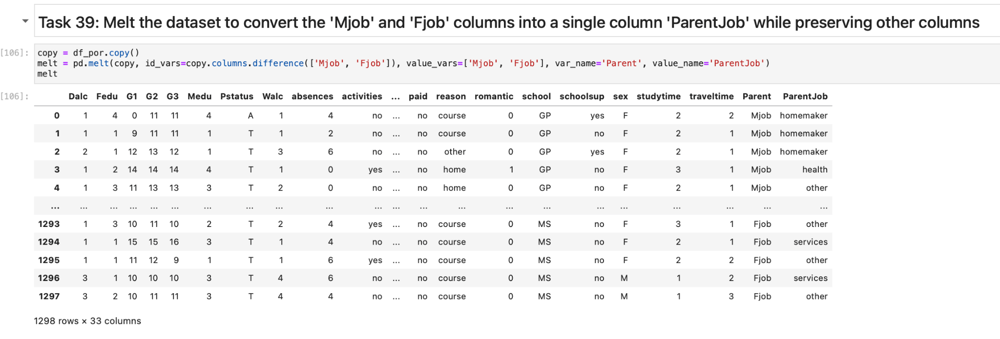 Task 39: Melt the dataset to convert the 'Mjob' and 'Fjob' columns into a single column 'ParentJob' while preserving other columns
[106]: copy = df_por.copy()
melt = pd.melt(copy, id_vars=copy.columns.difference(['Mjob', 'Fjob']), value_vars=['Mjob', 'Fjob'], var_name='Parent', value_name='ParentJob')
melt
[106]: Dalc Fedu G1 G2 G3 Medu Pstatus Walc absences activities ... paid reason romantic school schoolsup sex studytime traveltime Parent ParentJob
0 1 4 0 11 11 4 A 1 4 no ... no course 0 GP yes F 2 2 Mjob homemaker
1 1 1 9 11 11 1 T 1 2 no ... no course 0 GP no F 2 1 Mjob homemaker
2 2 1 12 13 12 1 T 3 6 no ... no other 0 GP yes F 2 1 Mjob homemaker
3 1 2 14 14 14 4 T 1 0 yes ... no home 1 GP no F 3 1 Mjob health
4 1 3 11 13 13 3 T 2 0 no ... no home 0 GP no F 2 1 Mjob other
... ... ... ... ... ... ... ... ... ... ... ... ... ... ... ... ... ... ... ... ... ...
1293 1 3 10 11 10 2 T 2 4 yes ... no course 0 MS no F 3 1 Fjob other
1294 1 1 15 15 16 3 T 1 4 no ... no course 0 MS no F 2 1 Fjob services
1295 1 1 11 12 9 1 T 1 6 yes ... no course 0 MS no F 2 2 Fjob other
1296 3 1 10 10 10 3 T 4 6 no ... no course 0 MS no M 1 2 Fjob services
1297 3 2 10 11 11 3 T 4 4 no ... no course 0 MS no M 1 3 Fjob other
1298 rows × 33 columns